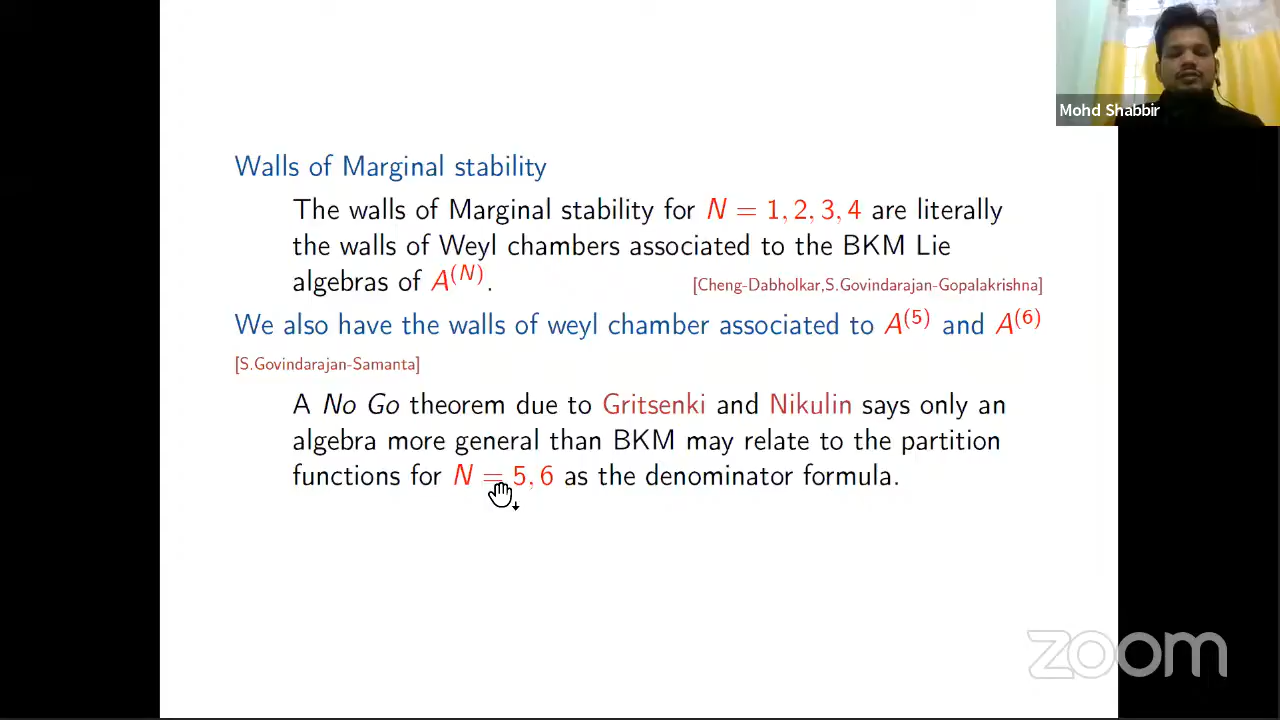 Mohd Shabbir
Walls of Marginal stability
The walls of Marginal stability for N = 1, 2, 3, 4 are literally
the walls of Weyl chambers associated to the BKM Lie
algebras of A^(N). [Cheng-Dabholkar,S.Govindarajan-Gopalakrishna]
We also have the walls of weyl chamber associated to A^(5) and A^(6)
[S.Govindarajan-Samanta]
A No Go theorem due to Gritsenki and Nikulin says only an
algebra more general than BKM may relate to the partition
functions for N = 5, 6 as the denominator formula.
zoom